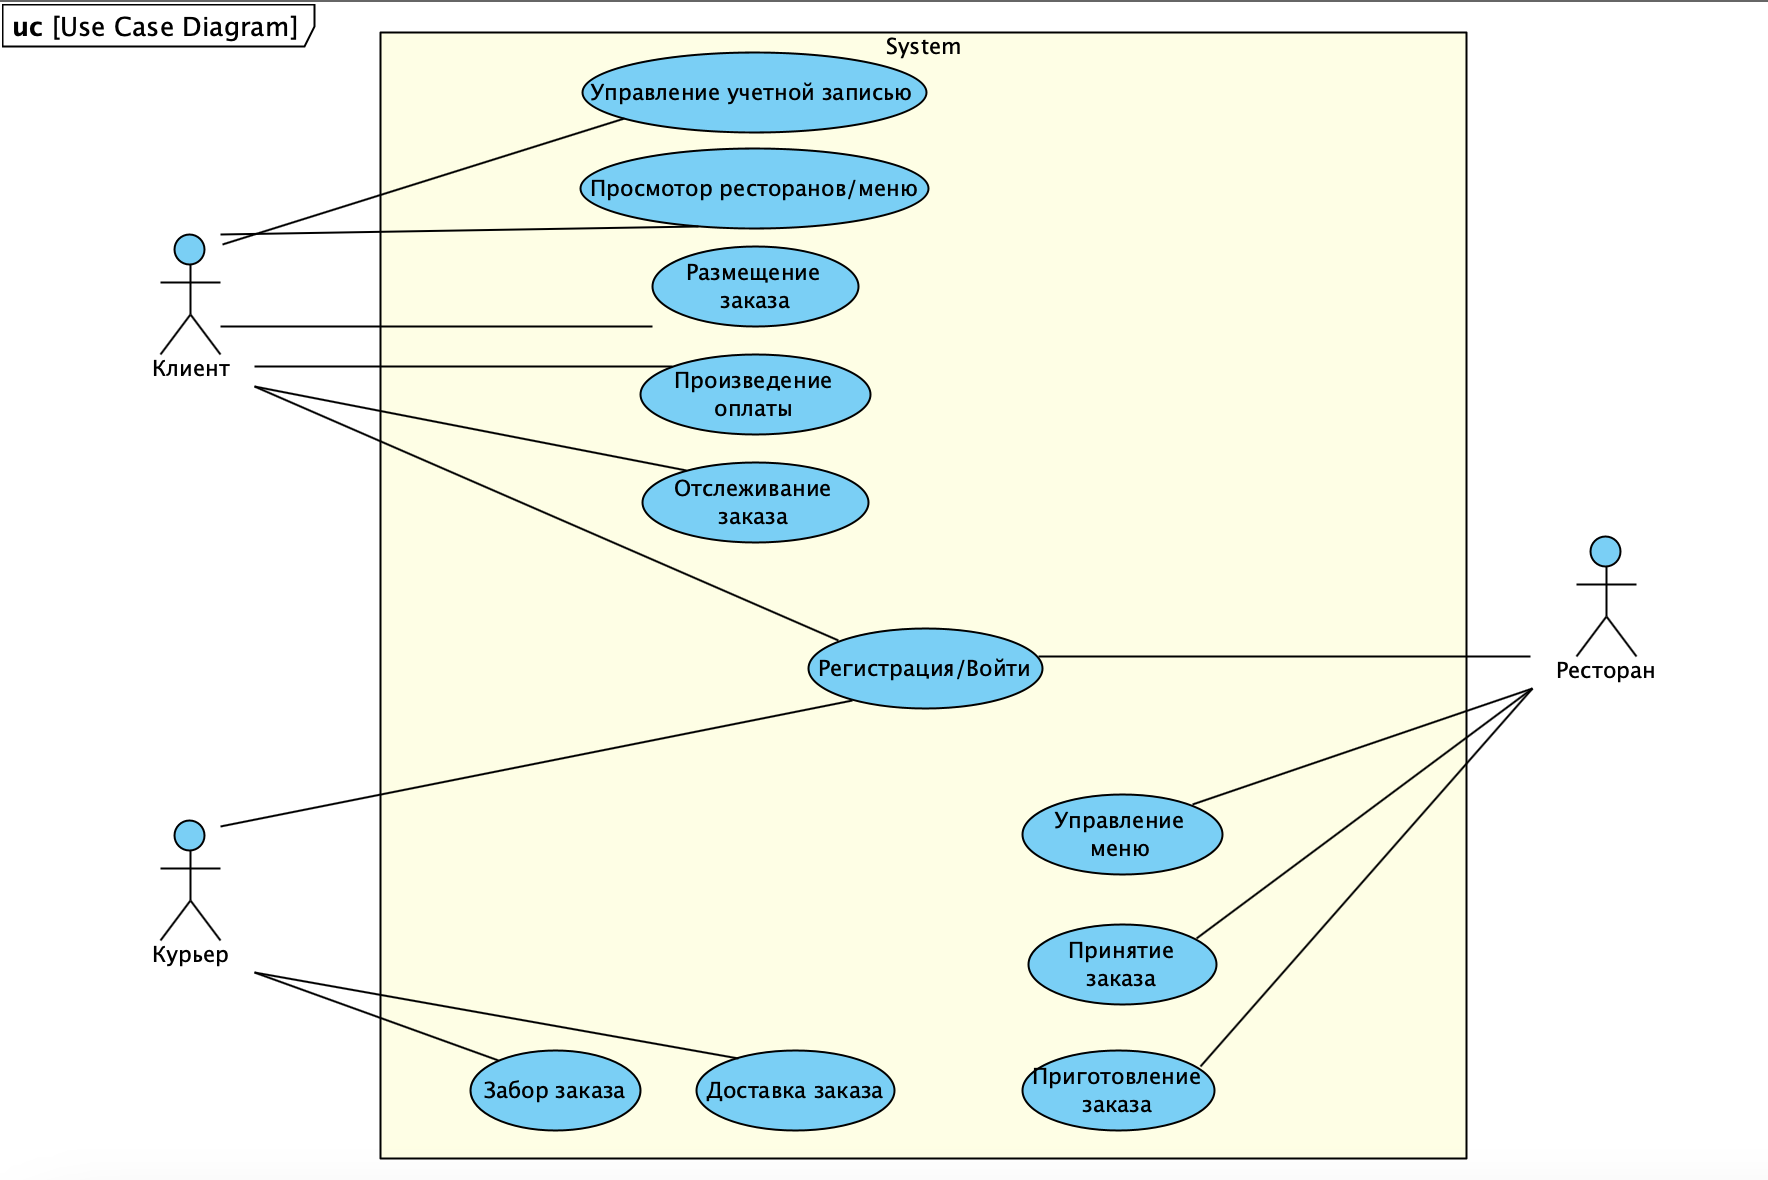 uc [Use Case Diagram]
System
Управление учетной записью
Просмотор ресторанов/меню
Размещение
заказа
Клиент
Произведение
оплаты
Отслеживание
заказа
Регистрация/Войти
Ресторан
Управление
меню
Курьер
Принятие
заказа
Забор заказа
Доставка заказа
Приготовление
заказа